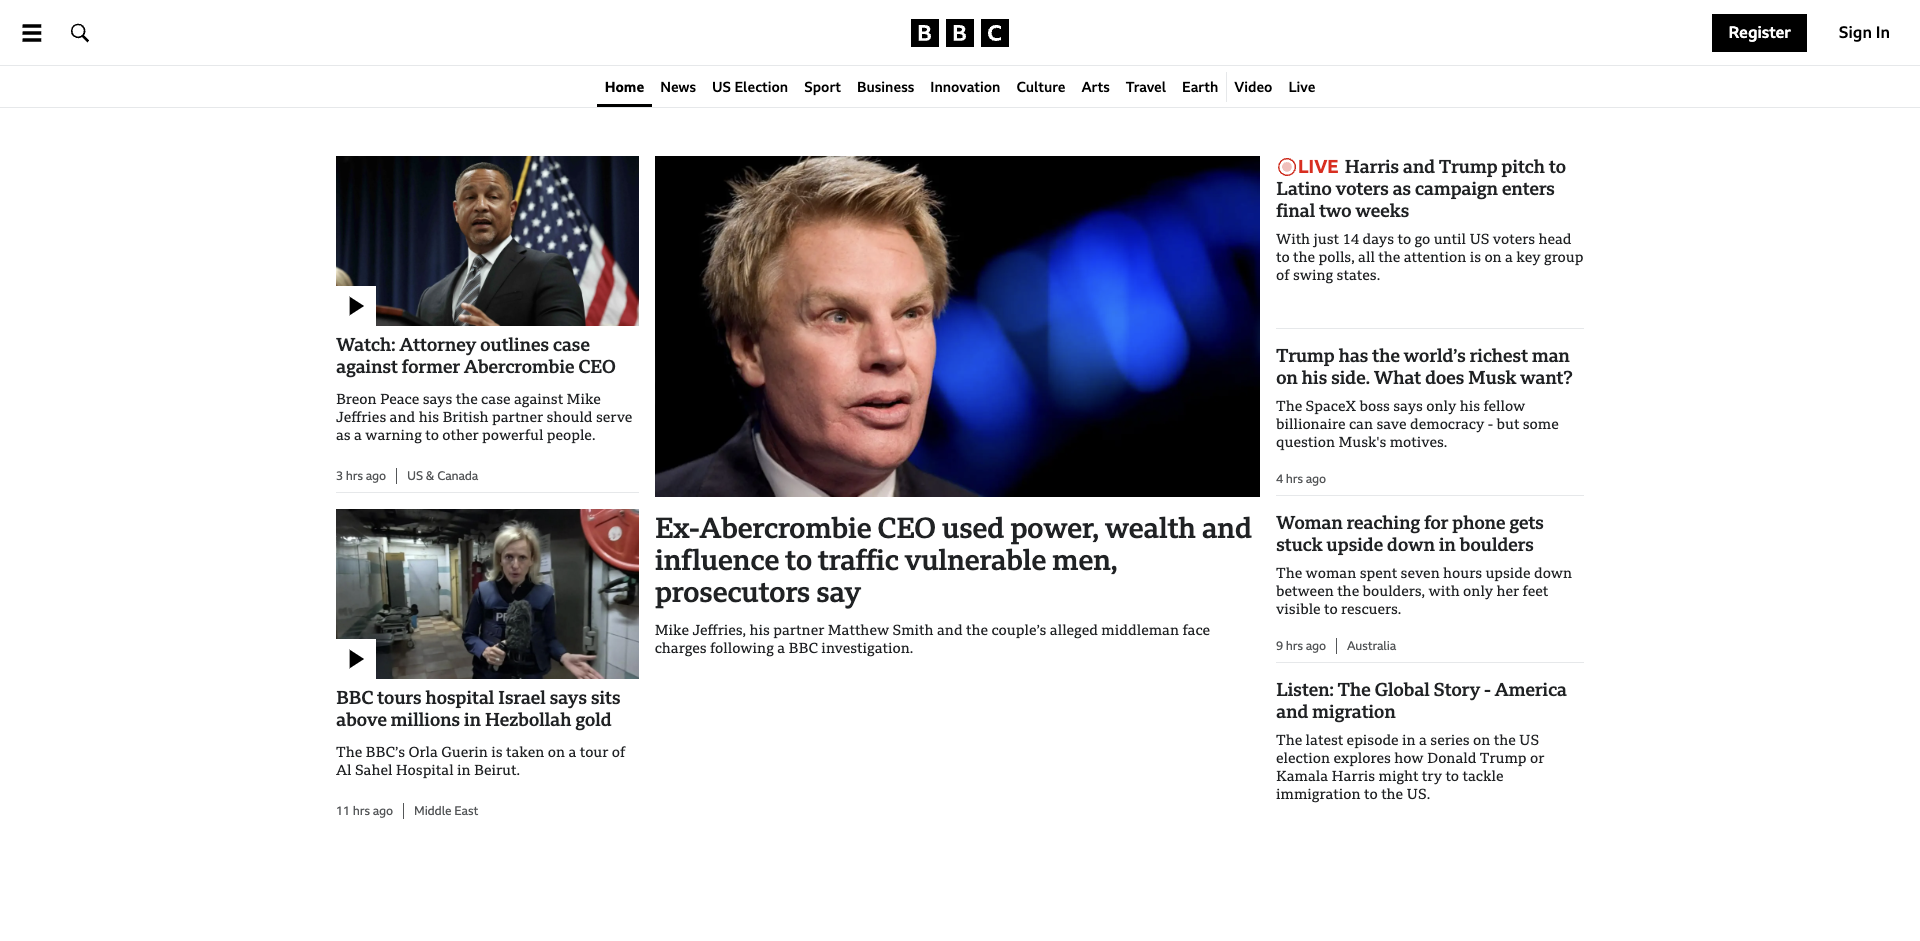 BBC
Register
Sign In
Home News US Election Sport Business Innovation Culture Arts Travel Earth Video Live
Watch: Attorney outlines case
against former Abercrombie CEO
Breon Peace says the case against Mike
Jeffries and his British partner should serve
as a warning to other powerful people.
3 hrs ago | US & Canada
BBC tours hospital Israel says sits
above millions in Hezbollah gold
The BBC’s Orla Guerin is taken on a tour of
Al Sahel Hospital in Beirut.
11 hrs ago | Middle East
Ex-Abercrombie CEO used power, wealth and
influence to traffic vulnerable men,
prosecutors say
Mike Jeffries, his partner Matthew Smith and the couple’s alleged middleman face
charges following a BBC investigation.
LIVE Harris and Trump pitch to
Latino voters as campaign enters
final two weeks
With just 14 days to go until US voters head
to the polls, all the attention is on a key group
of swing states.
Trump has the world’s richest man
on his side. What does Musk want?
The SpaceX boss says only his fellow
billionaire can save democracy - but some
question Musk's motives.
4 hrs ago
Woman reaching for phone gets
stuck upside down in boulders
The woman spent seven hours upside down
between the boulders, with only her feet
visible to rescuers.
9 hrs ago | Australia
Listen: The Global Story - America
and migration
The latest episode in a series on the US
election explores how Donald Trump or
Kamala Harris might try to tackle
immigration to the US.